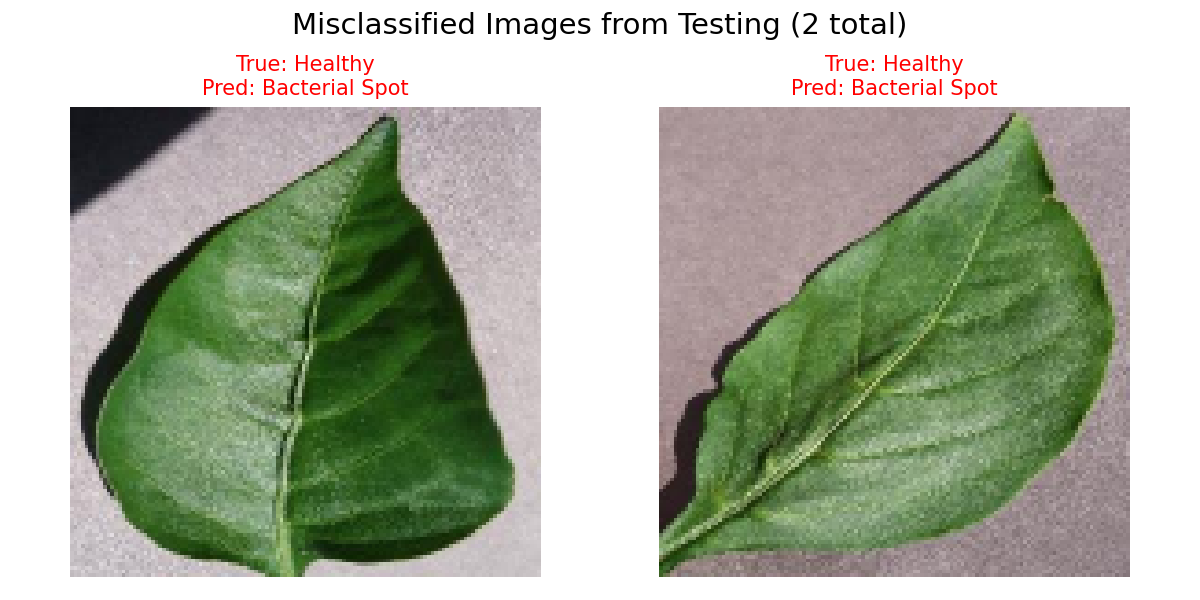 Misclassified Images from Testing (2 total)
True: Healthy
Pred: Bacterial Spot
True: Healthy
Pred: Bacterial Spot